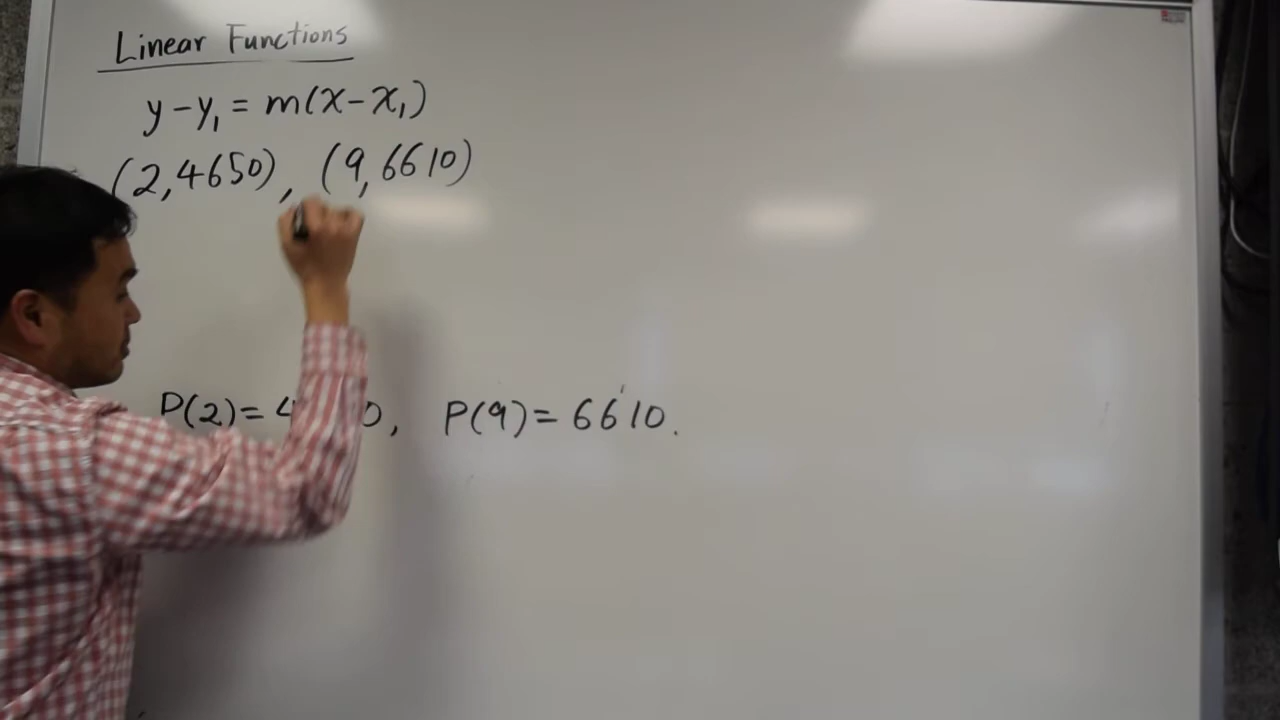 Linear Functions
y - y₁ = m(x - x₁)
(2,4650), (9,6610)
P(2)= 4 0, P(9)= 6610.